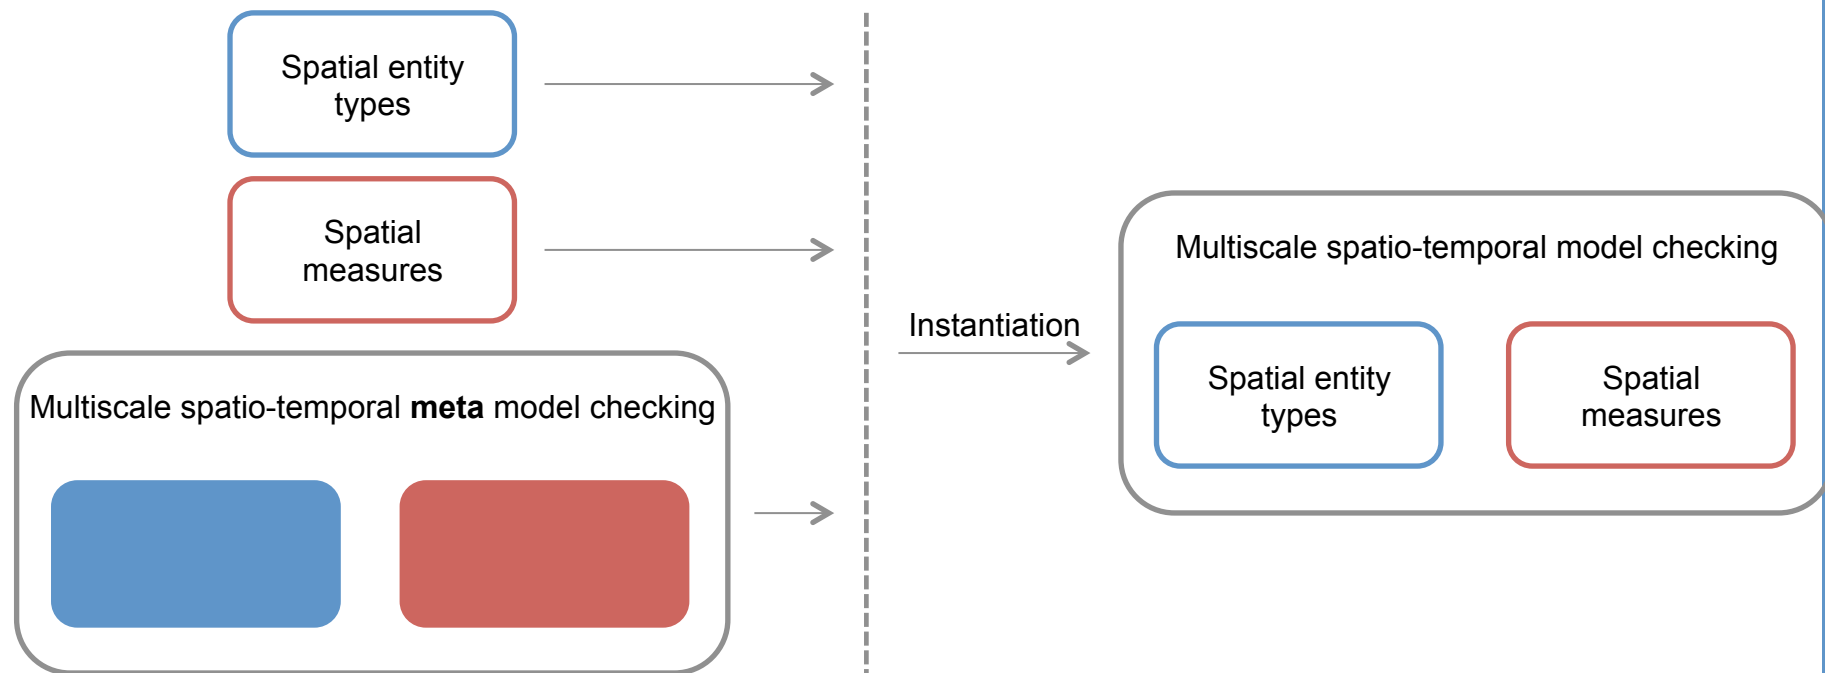 Spatial entity
types
Spatial
measures
Multiscale spatio-temporal meta model checking
Instantiation
Multiscale spatio-temporal model checking
Spatial entity
types
Spatial
measures